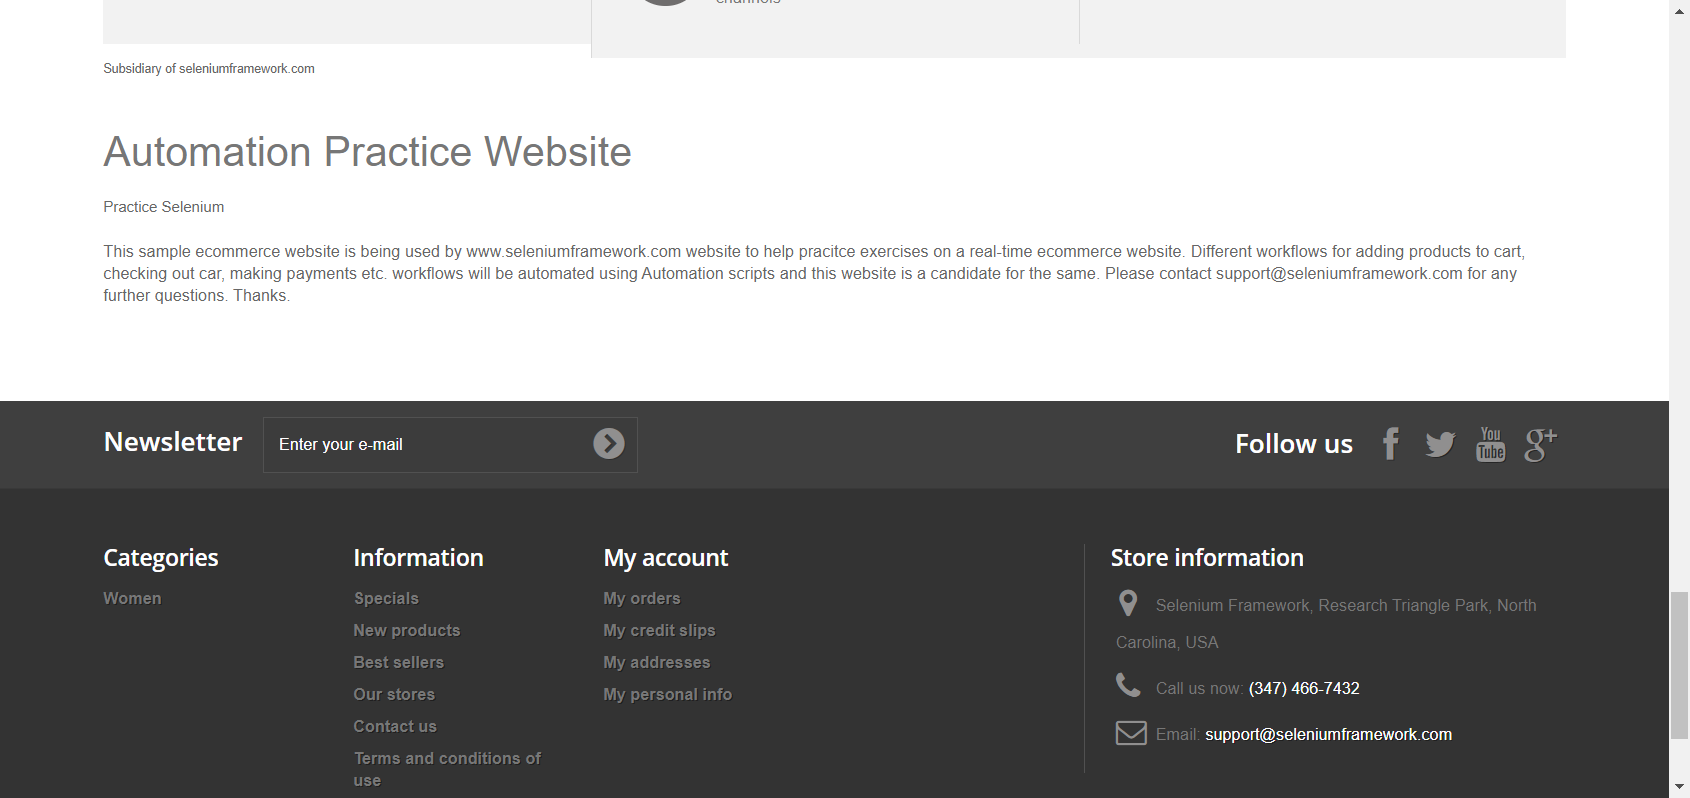 channels
Subsidiary of seleniumframework.com
Automation Practice Website
Practice Selenium
This sample ecommerce website is being used by www.seleniumframework.com website to help pracitce exercises on a real-time ecommerce website. Different workflows for adding products to cart,
checking out car, making payments etc. workflows will be automated using Automation scripts and this website is a candidate for the same. Please contact support@seleniumframework.com for any
further questions. Thanks.
Newsletter
Enter your e-mail
Follow us
You
Tube
g+
Categories
Women
Information
Specials
New products
Best sellers
Our stores
Contact us
Terms and conditions of
use
My account
My orders
My credit slips
My addresses
My personal info
Store information
Selenium Framework, Research Triangle Park, North
Carolina, USA
Call us now: (347) 466-7432
Email: support@seleniumframework.com